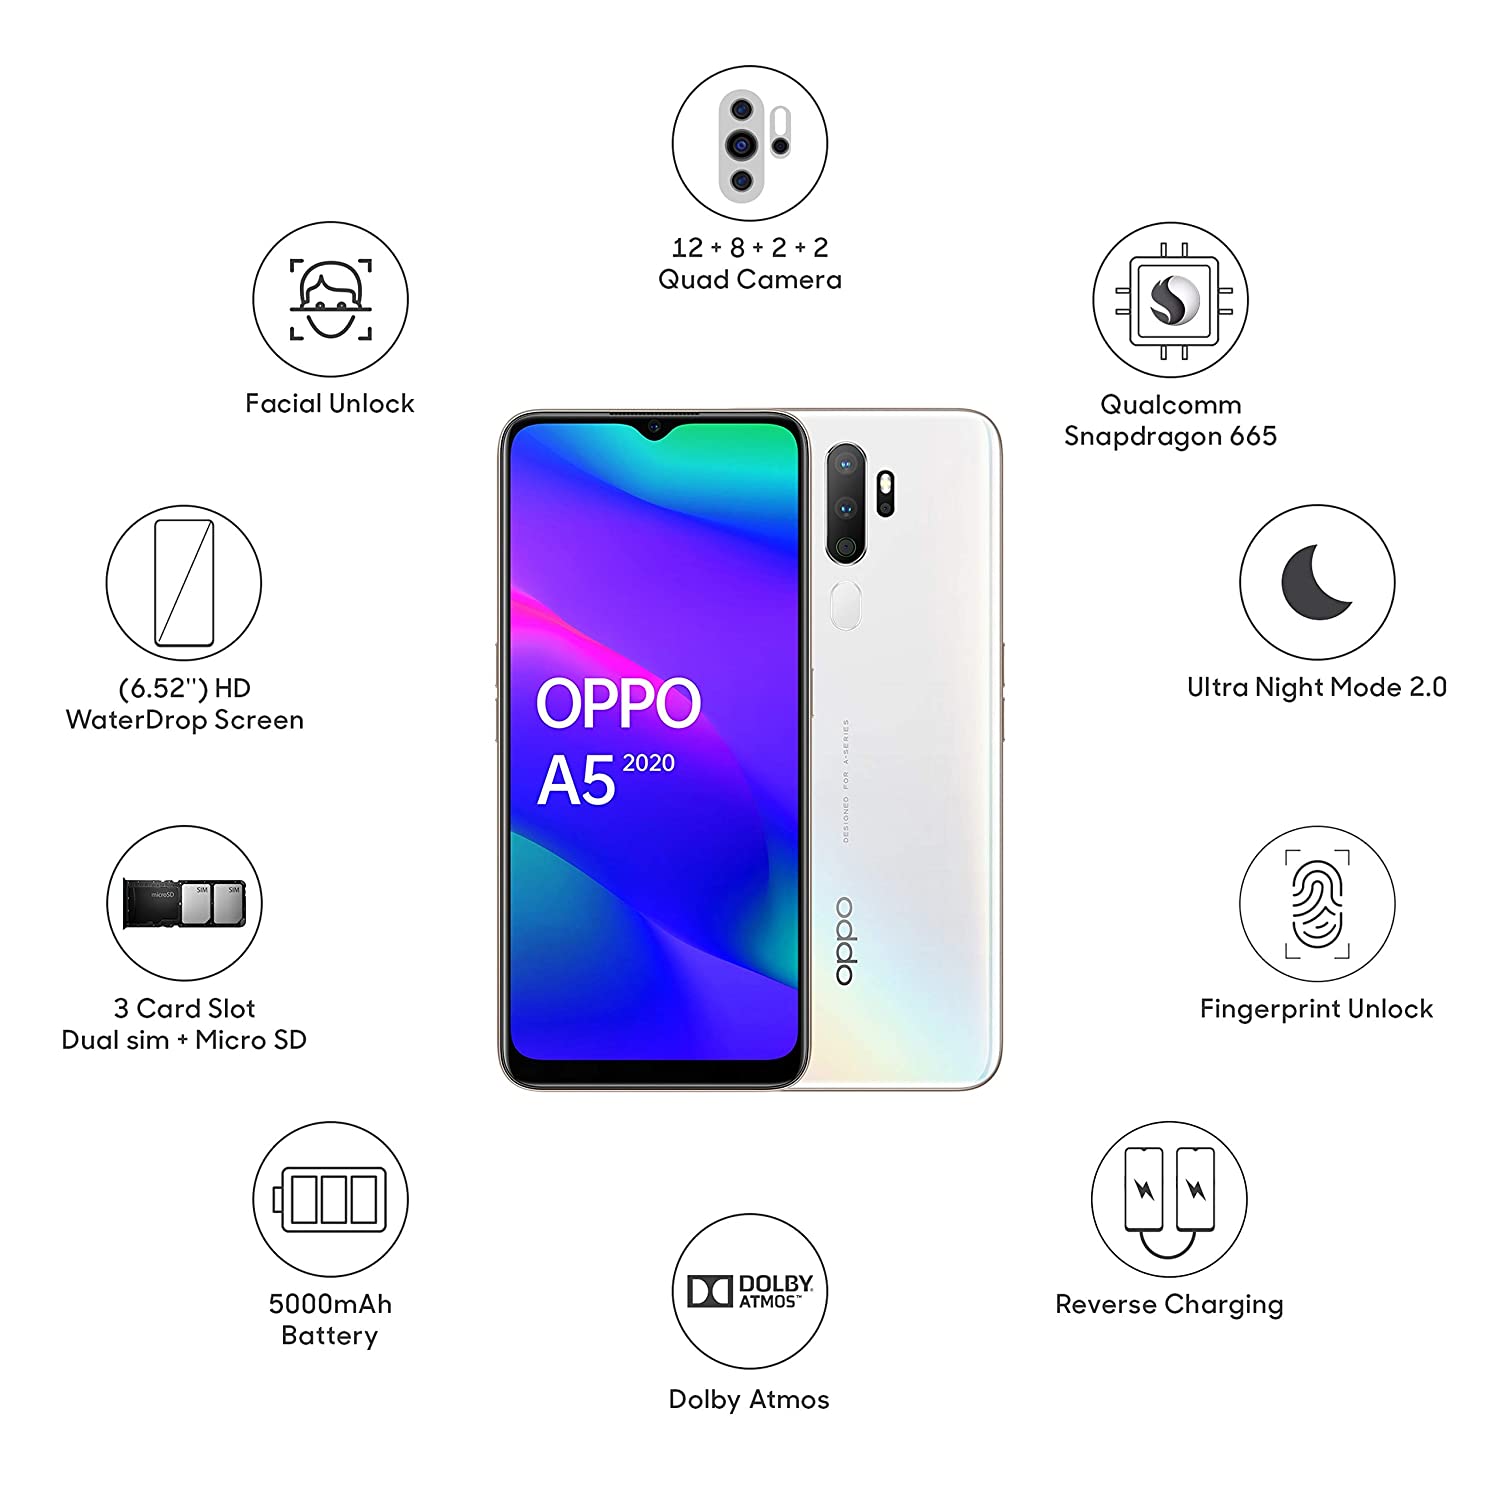 12 + 8 + 2 + 2
Quad Camera
Facial Unlock
Qualcomm
Snapdragon 665
(6.52'') HD
WaterDrop Screen
Ultra Night Mode 2.0
OPPO
A5 2020
DESIGNED FOR A-SERIES
oppo
microSD
SIM
SIM
3 Card Slot
Dual sim + Micro SD
Fingerprint Unlock
5000mAh
Battery
DOLBY
ATMOS™
Dolby Atmos
Reverse Charging